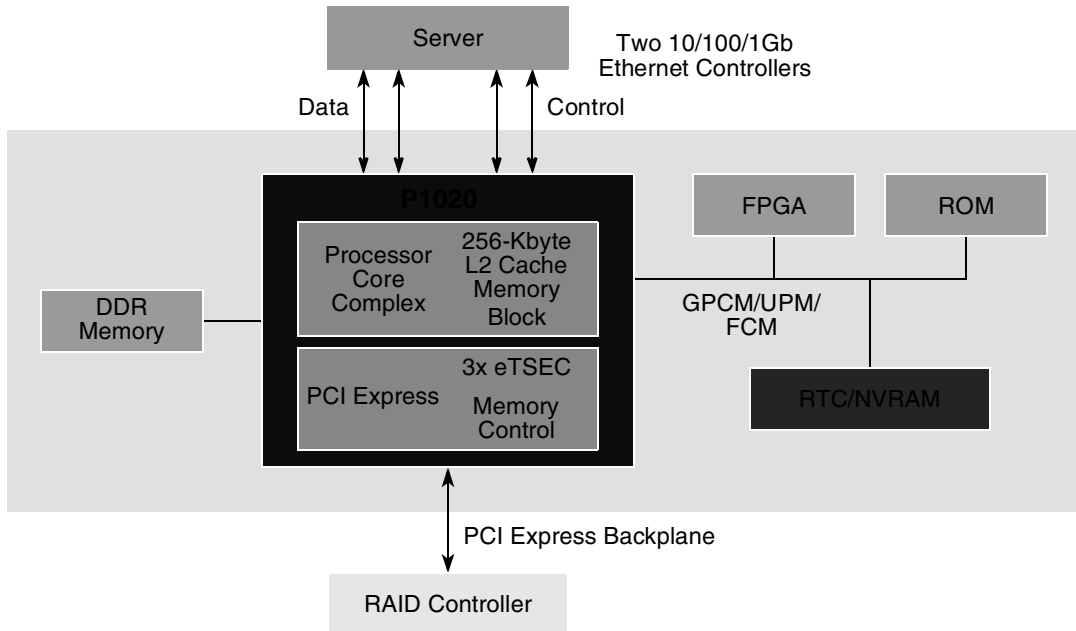 Server
Two 10/100/1Gb
Ethernet Controllers
Data
Control
P1020
FPGA
ROM
Processor
Core
Complex
256-Kbyte
L2 Cache
Memory
Block
DDR
Memory
GPCM/UPM/
FCM
PCI Express
3x eTSEC
Memory
Control
RTC/NVRAM
PCI Express Backplane
RAID Controller